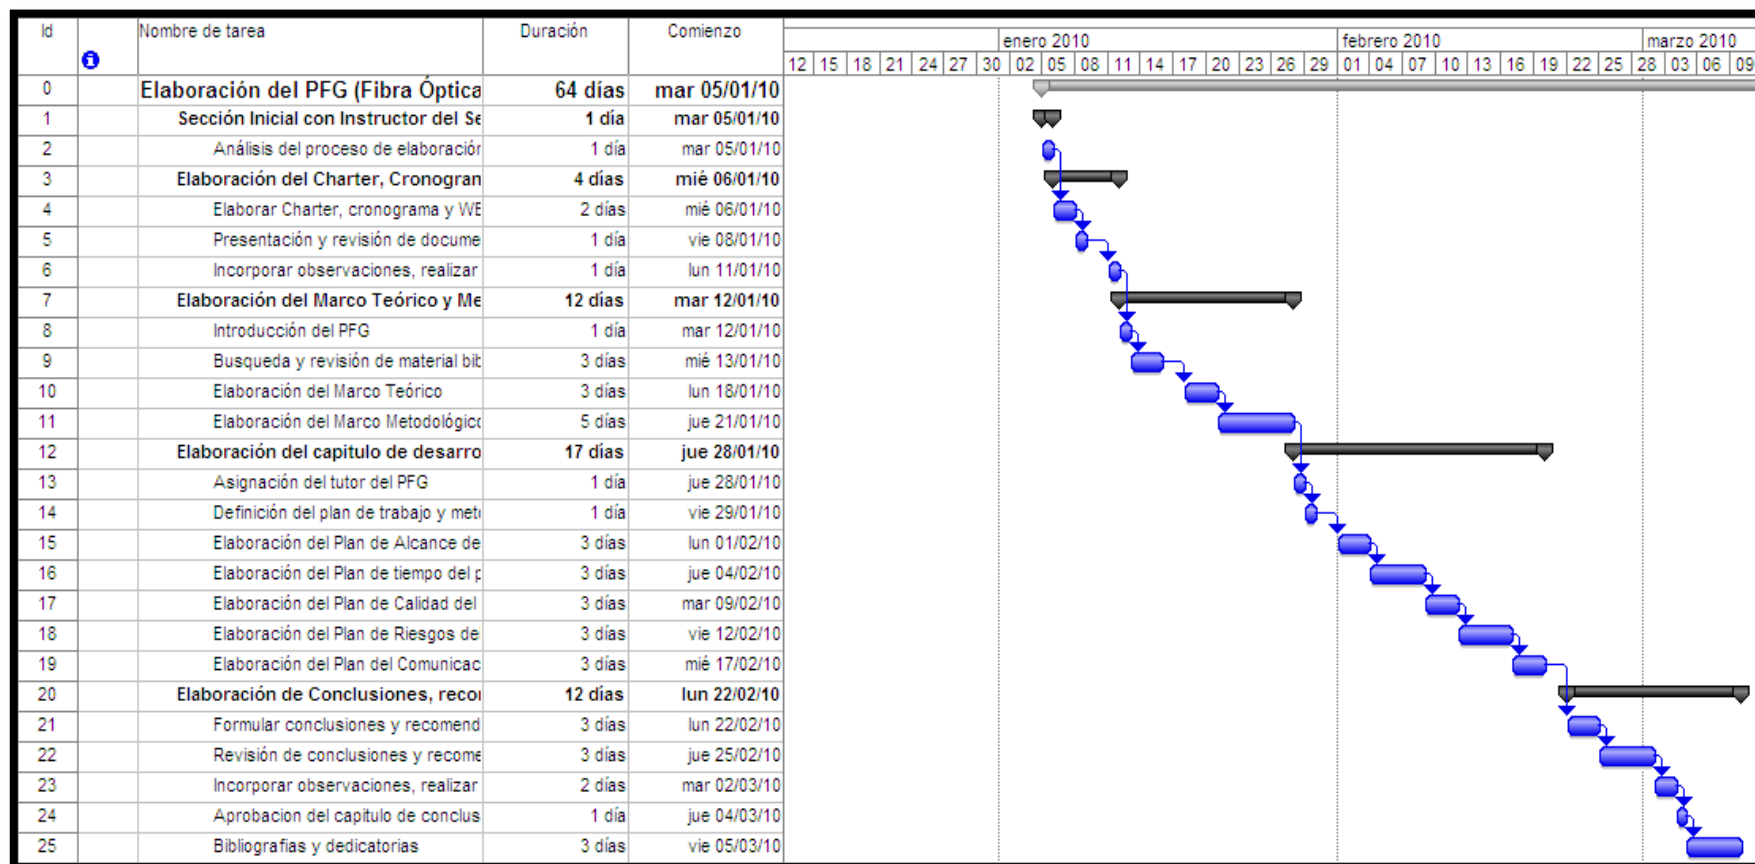 Id Nombre de tarea Duración Comienzo
enero 2010 febrero 2010 marzo 2010
12 15 18 21 24 27 30 02 05 08 11 14 17 20 23 26 29 01 04 07 10 13 16 19 22 25 28 03 06 09
0 Elaboración del PFG (Fibra Óptica 64 días mar 05/01/10
1 Sección Inicial con Instructor del Se 1 día mar 05/01/10
2 Análisis del proceso de elaboración 1 día mar 05/01/10
3 Elaboración del Charter, Cronogran 4 días mié 06/01/10
4 Elaborar Charter, cronograma y WE 2 días mié 06/01/10
5 Presentación y revisión de docume 1 día vie 08/01/10
6 Incorporar observaciones, realizar 1 día lun 11/01/10
7 Elaboración del Marco Teórico y Me 12 días mar 12/01/10
8 Introducción del PFG 1 día mar 12/01/10
9 Busqueda y revisión de material bib 3 días mié 13/01/10
10 Elaboración del Marco Teórico 3 días lun 18/01/10
11 Elaboración del Marco Metodológico 5 días jue 21/01/10
12 Elaboración del capitulo de desarro 17 días jue 28/01/10
13 Asignación del tutor del PFG 1 día jue 28/01/10
14 Definición del plan de trabajo y meto 1 día vie 29/01/10
15 Elaboración del Plan de Alcance de 3 días lun 01/02/10
16 Elaboración del Plan de tiempo del p 3 días jue 04/02/10
17 Elaboración del Plan de Calidad del 3 días mar 09/02/10
18 Elaboración del Plan de Riesgos de 3 días vie 12/02/10
19 Elaboración del Plan del Comunicac 3 días mié 17/02/10
20 Elaboración de Conclusiones, recor 12 días lun 22/02/10
21 Formular conclusiones y recomend 3 días lun 22/02/10
22 Revisión de conclusiones y recome 3 días jue 25/02/10
23 Incorporar observaciones, realizar 2 días mar 02/03/10
24 Aprobacion del capitulo de conclus 1 día jue 04/03/10
25 Bibliografias y dedicatorias 3 días vie 05/03/10